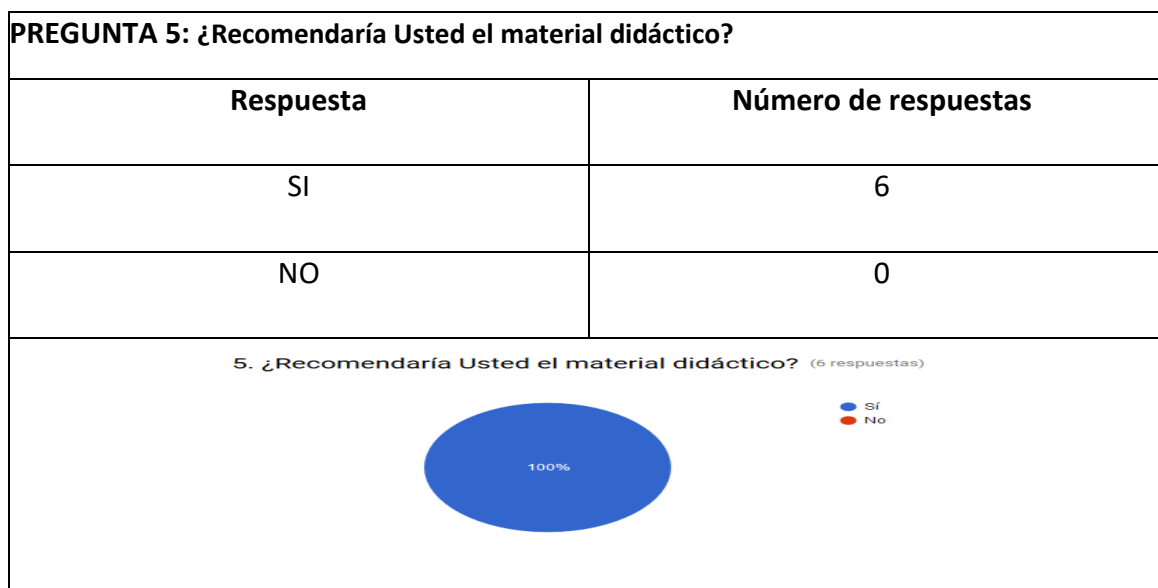 PREGUNTA 5: ¿Recomendaría Usted el material didáctico?
Respuesta
Número de respuestas
SI
6
NO
0
5. ¿Recomendaría Usted el material didáctico? (6 respuestas)
Sí
No
100%